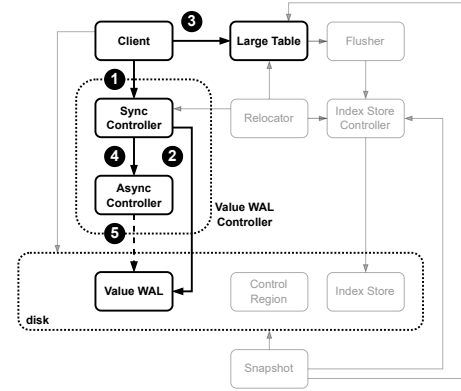 3
Client
Large Table
Flusher
1
Sync
Controller
Relocator
Index Store
Controller
4
2
Async
Controller
Value WAL
Controller
5
Value WAL
Control
Region
Index Store
disk
Snapshot